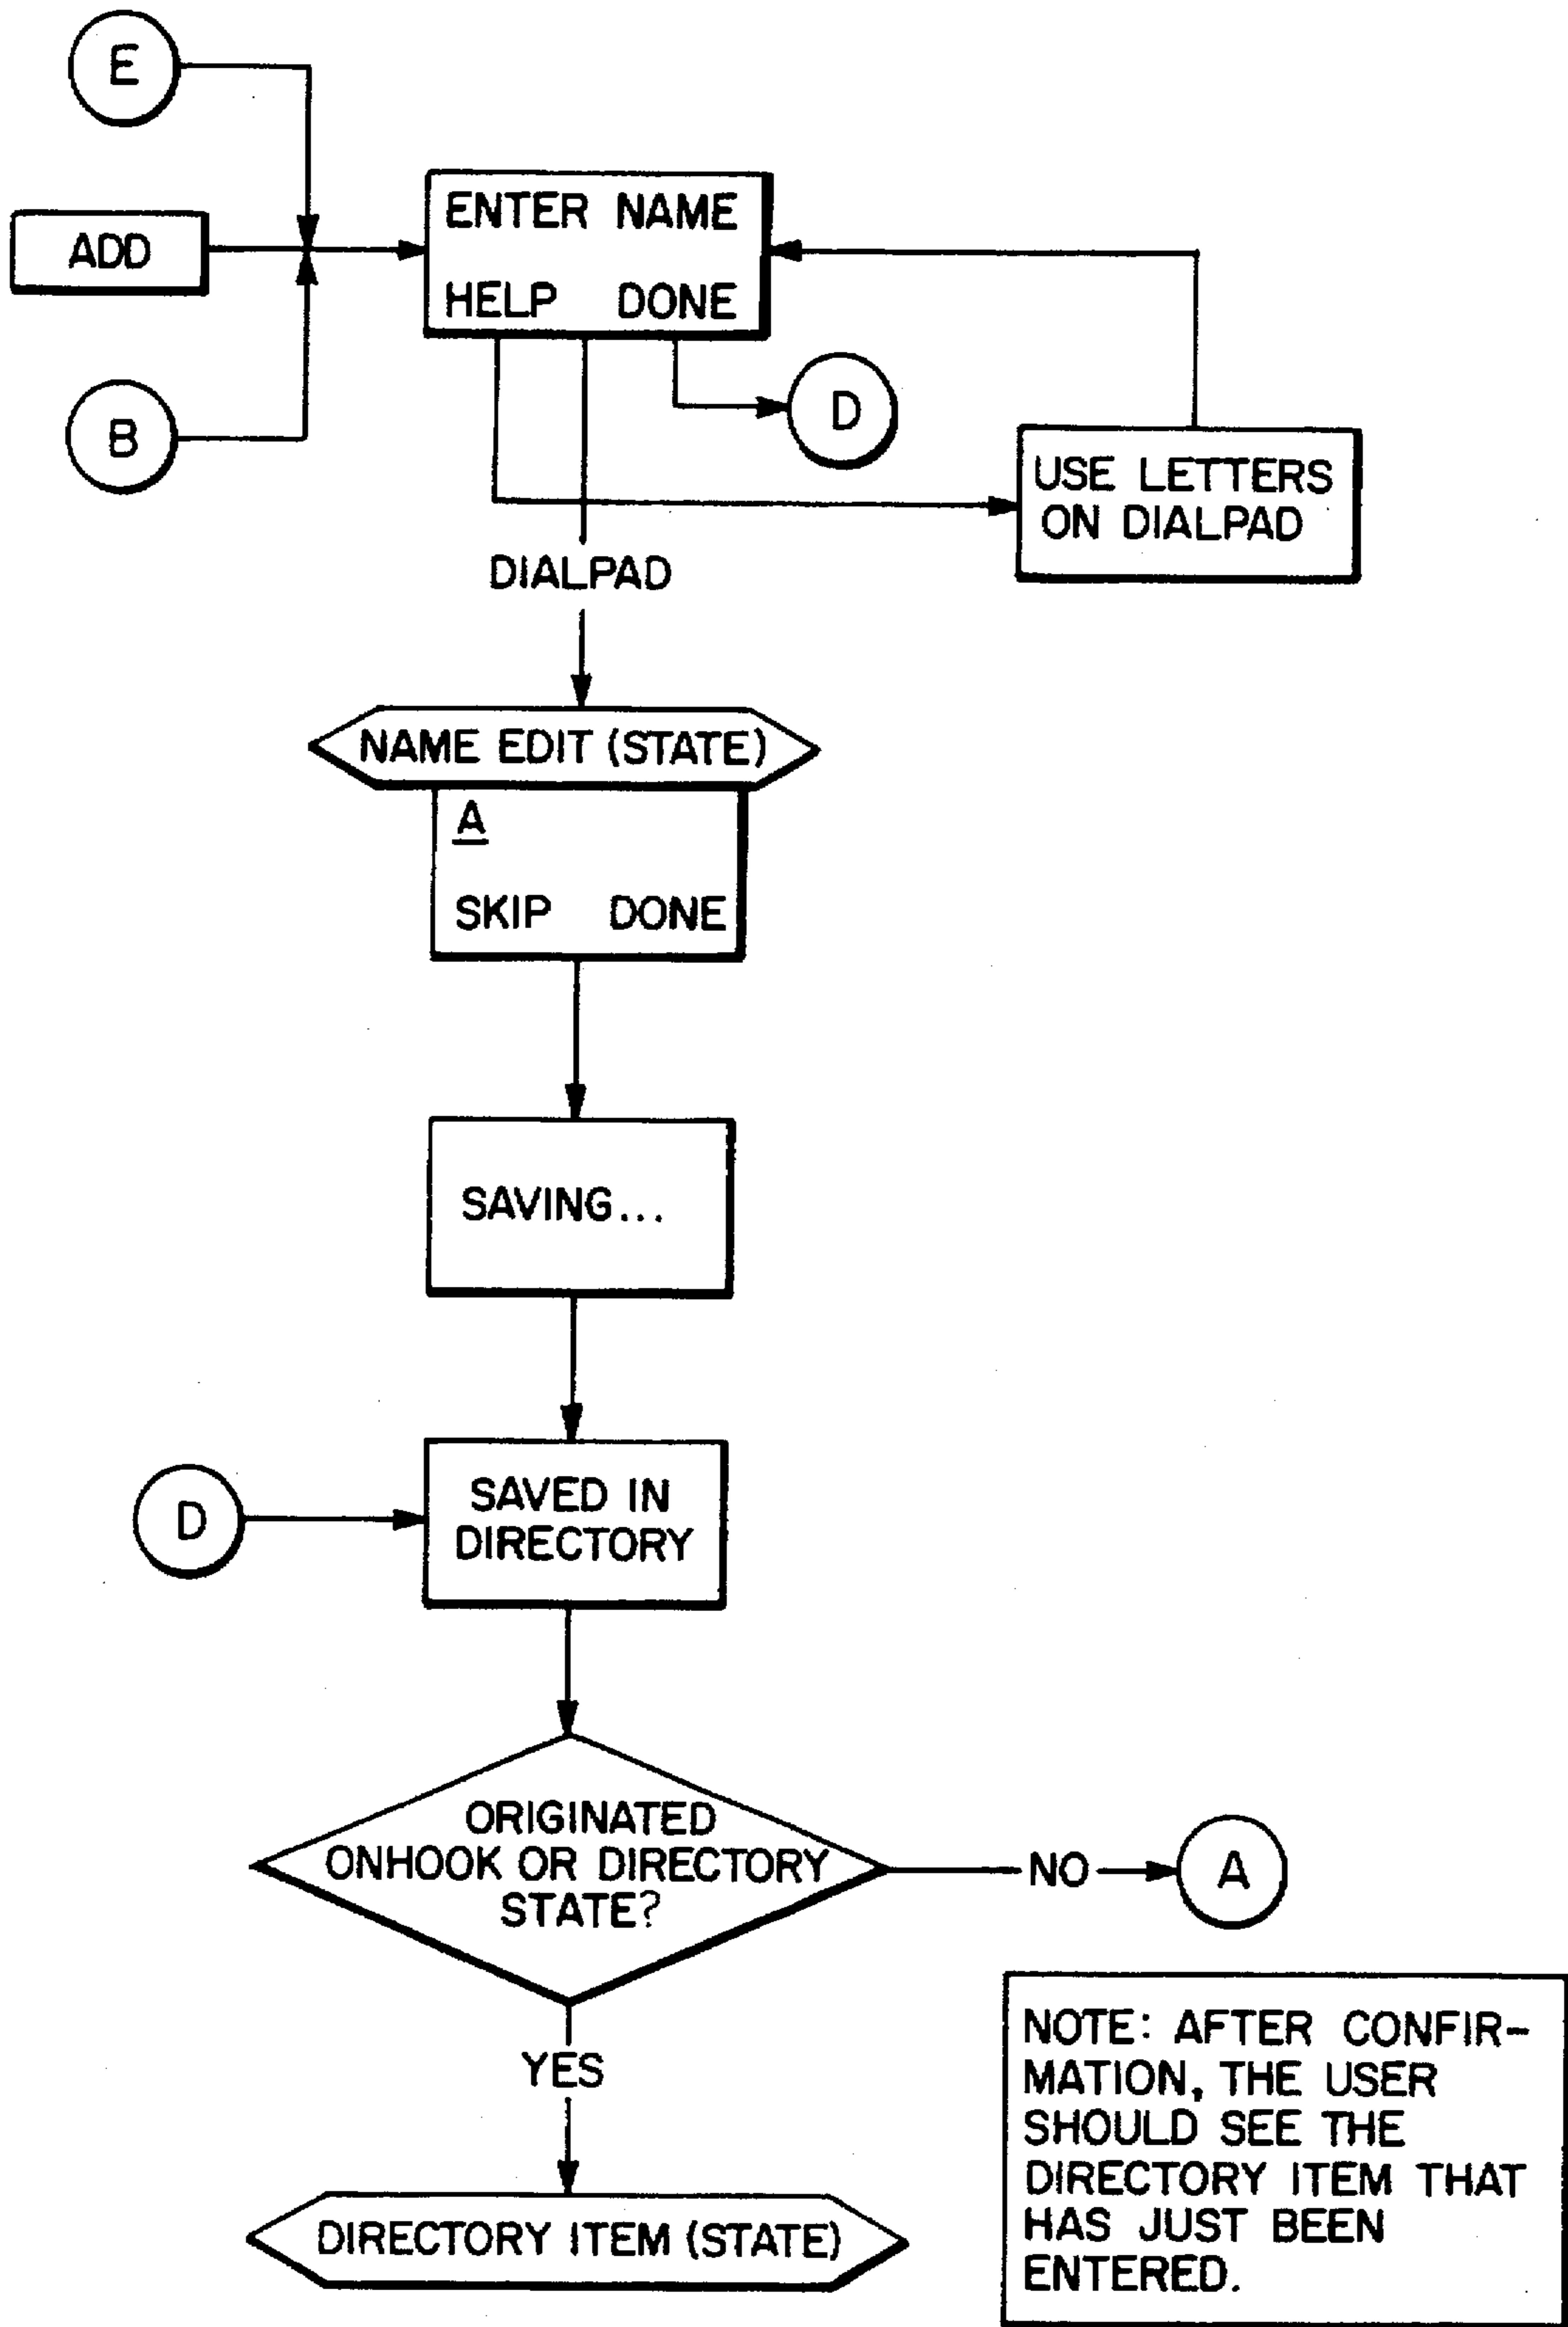 E
ADD
B
ENTER NAME
HELP DONE
D
USE LETTERS
ON DIALPAD
DIALPAD
NAME EDIT (STATE)
A
SKIP DONE
SAVING...
D
SAVED IN
DIRECTORY
ORIGINATED
ONHOOK OR DIRECTORY
STATE?
NO
A
YES
DIRECTORY ITEM (STATE)
NOTE: AFTER CONFIR-
MATION, THE USER
SHOULD SEE THE
DIRECTORY ITEM THAT
HAS JUST BEEN
ENTERED.